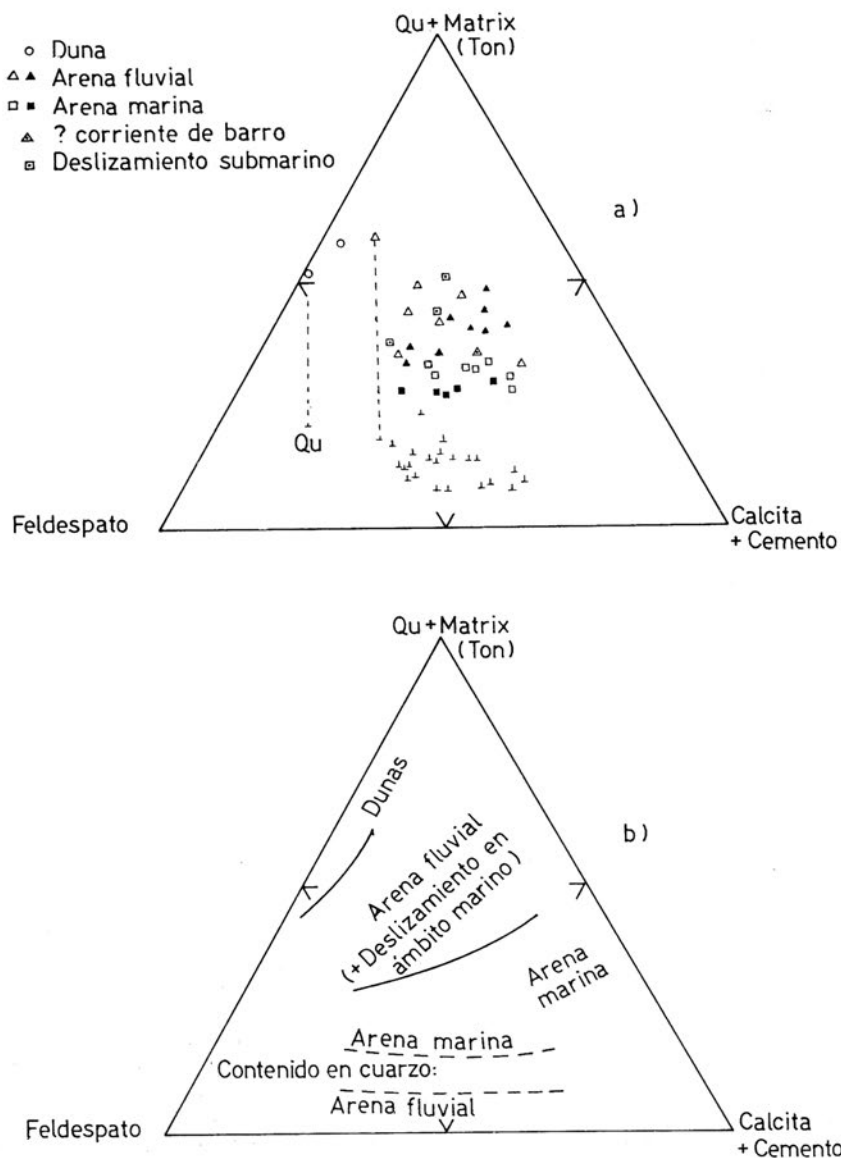 Qu + Matrix
(Ton)
Duna
Arena fluvial
Arena marina
? corriente de barro
Deslizamiento submarino
a)
Qu
Feldespato
Calcita
+ Cemento
Qu + Matrix
(Ton)
Dunas
b)
Arena fluvial
(+ Deslizamiento en
ámbito marino)
Arena
marina
Arena marina
Contenido en cuarzo:
Arena fluvial
Feldespato
Calcita
+ Cemento